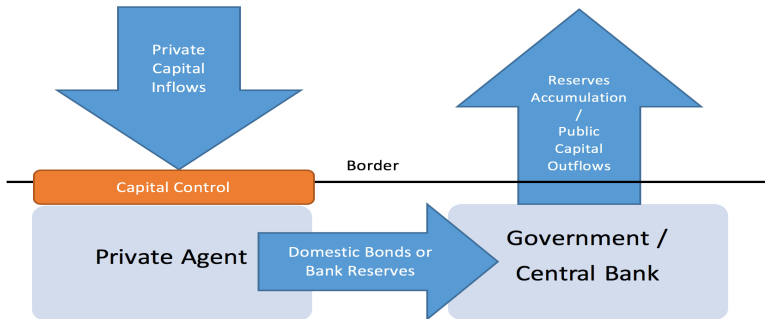 Private
Capital
Inflows
Reserves
Accumulation
/
Public
Capital
Outflows
Border
Capital Control
Private Agent
Domestic Bonds or
Bank Reserves
Government /
Central Bank